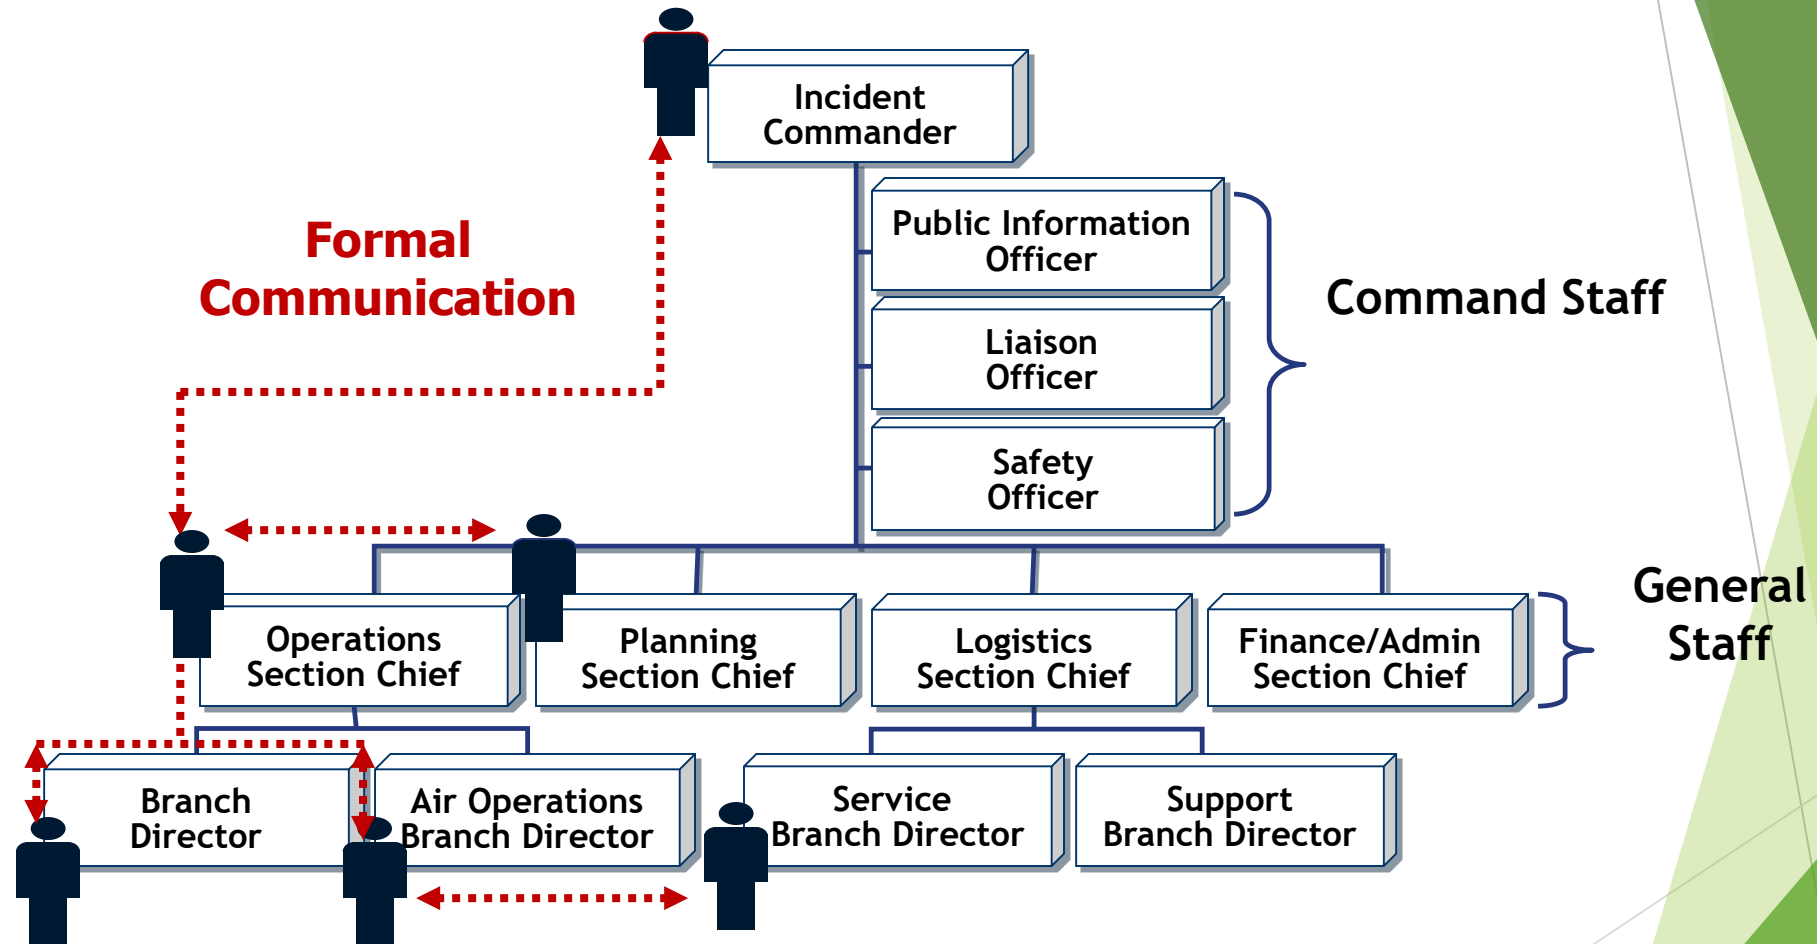 Incident
Commander
Formal
Communication
Public Information
Officer
Command Staff
Liaison
Officer
Safety
Officer
General
Staff
Operations
Section Chief
Planning
Section Chief
Logistics
Section Chief
Finance/Admin
Section Chief
Branch
Director
Air Operations
Branch Director
Service
Branch Director
Support
Branch Director